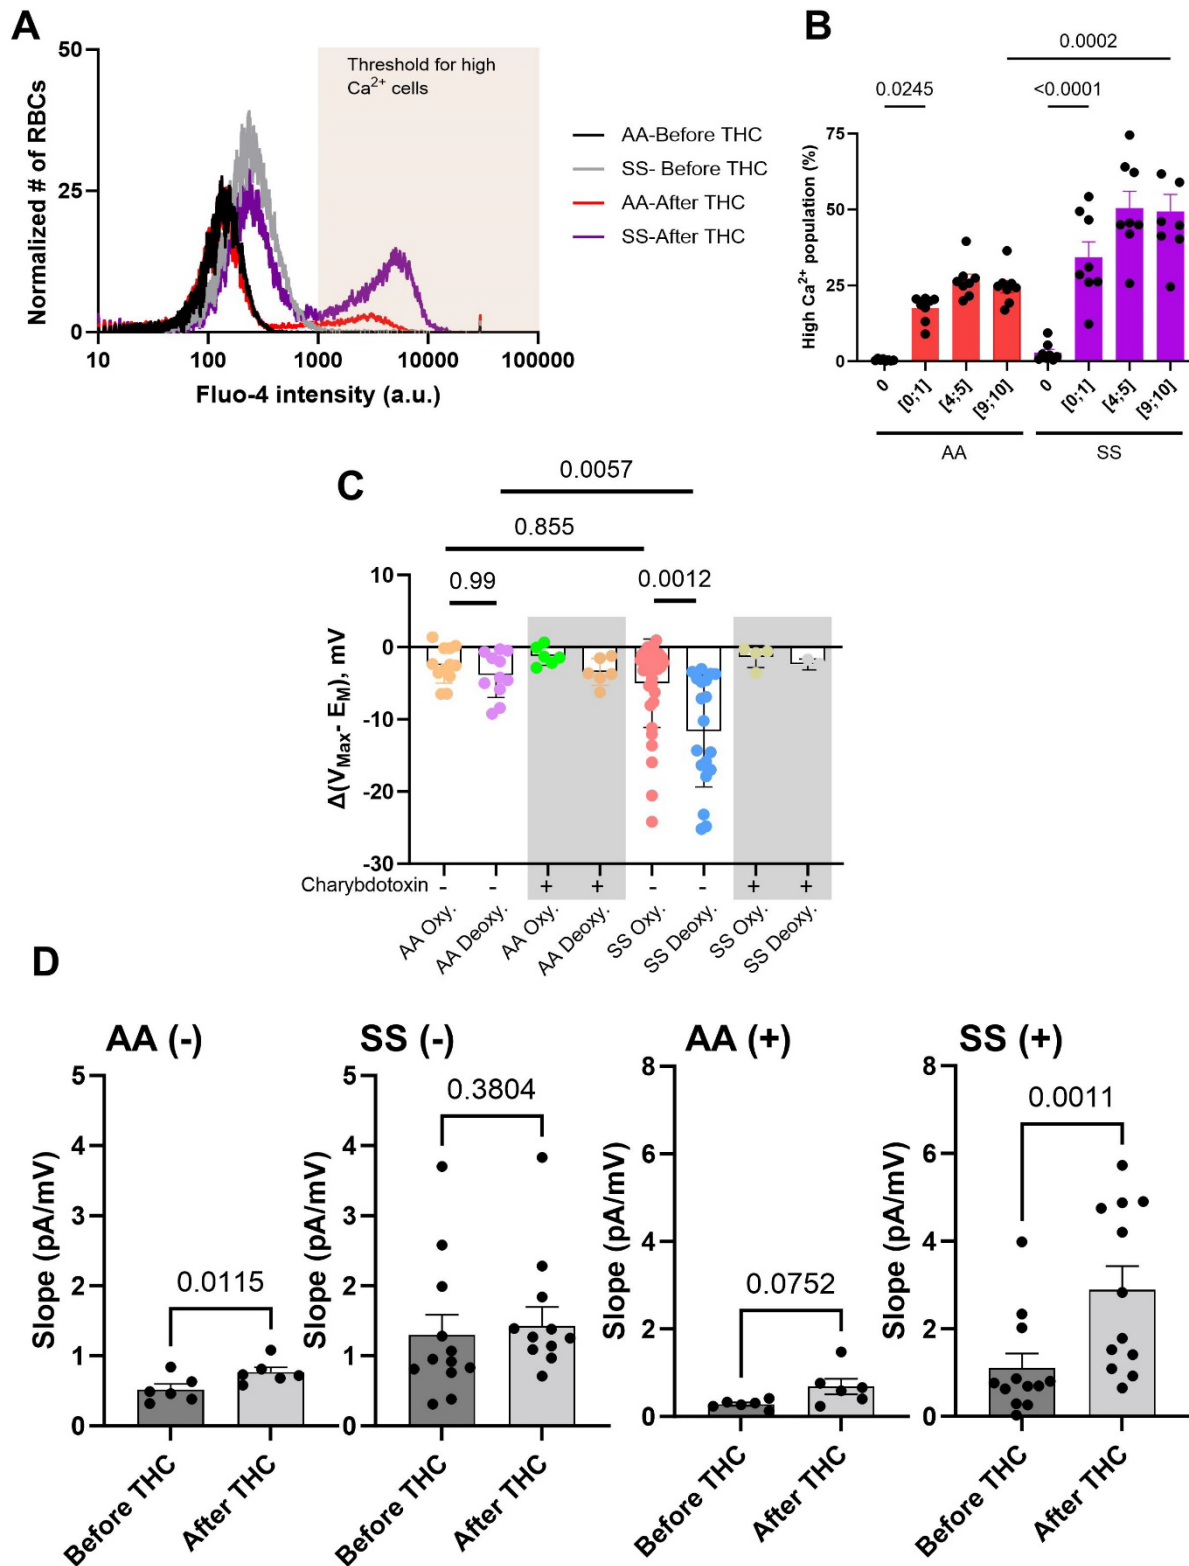 A
50
25
0
Normalized # of RBCs
10
100
1000
10000
100000
Fluo-4 intensity (a.u.)
Threshold for high
Ca²⁺ cells
AA-Before THC
SS- Before THC
AA-After THC
SS-After THC
B
0.0002
0.0245
<0.0001
75
50
25
0
High Ca²⁺ population (%)
0
[0;1]
[4;5]
[9;10]
0
[0;1]
[4;5]
[9;10]
AA
SS
C
0.0057
0.855
0.99
0.0012
10
0
-10
-20
-30
Δ(V_Max- E_M), mV
Charybdotoxin
-
-
+
+
-
-
+
+
AA Oxy.
AA Deoxy.
AA Oxy.
AA Deoxy.
SS Oxy.
SS Deoxy.
SS Oxy.
SS Deoxy.
D
AA (-)
5
4
3
2
1
0
Slope (pA/mV)
0.0115
Before THC
After THC
SS (-)
5
4
3
2
1
0
Slope (pA/mV)
0.3804
Before THC
After THC
AA (+)
8
6
4
2
0
Slope (pA/mV)
0.0752
Before THC
After THC
SS (+)
8
6
4
2
0
Slope (pA/mV)
0.0011
Before THC
After THC